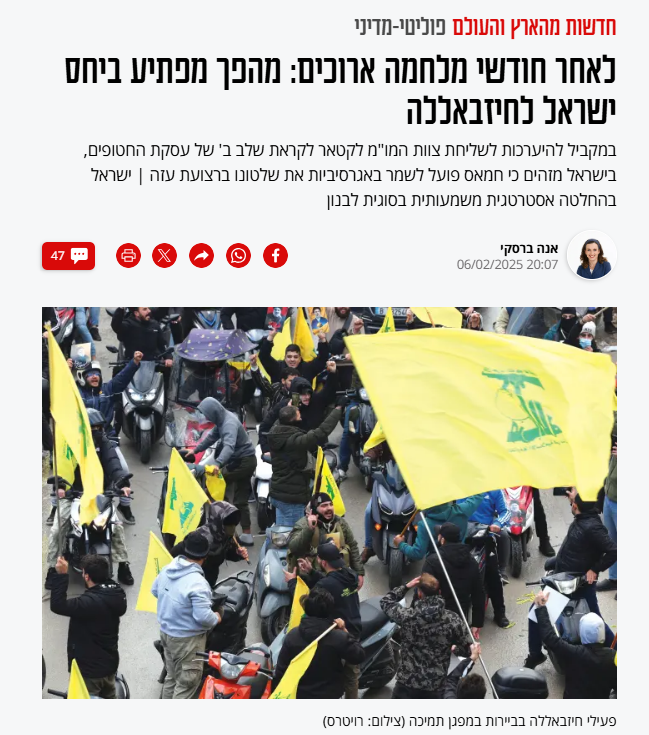 חדשות מהארץ והעולם פוליטי-מדיני
לאחר חודשי מלחמה ארוכים: מהפך מפתיע ביחס
ישראל לחיזבאללה
במקביל להיערכות לשליחת צוות המו"מ לקטאר לקראת שלב ב' של עסקת החטופים,
בישראל מזהים כי חמאס פועל לשמר באגרסיביות את שלטונו ברצועת עזה | ישראל
בהחלטה אסטרטגית משמעותית בסוגית לבנון
אנה ברסקי
06/02/2025 20:07
47
פעילי חיזבאללה בביירות במפגן תמיכה (צילום: רויטרס)